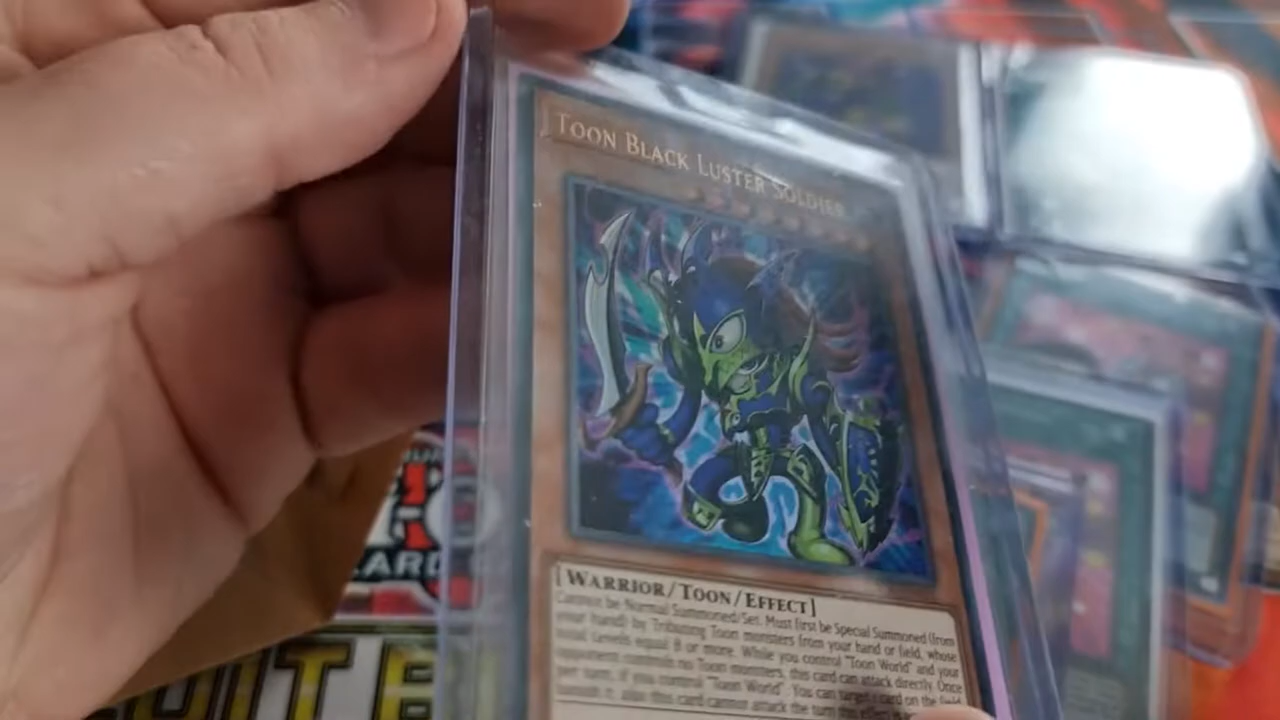 TOON BLACK LUSTER SOLDIER
[WARRIOR/TOON/EFFECT]
Cannot be Normal Summoned/Set. Must first be Special Summoned (from
your hand) by Tributing Toon monsters from your hand or field, whose
total Levels equal 8 or more. While you control "Toon World" and your
opponent controls no Toon monsters, this card can attack directly. Once
per turn, if you control "Toon World": You can target 1 card on the field
banish it, also this card cannot attack the turn this effect is